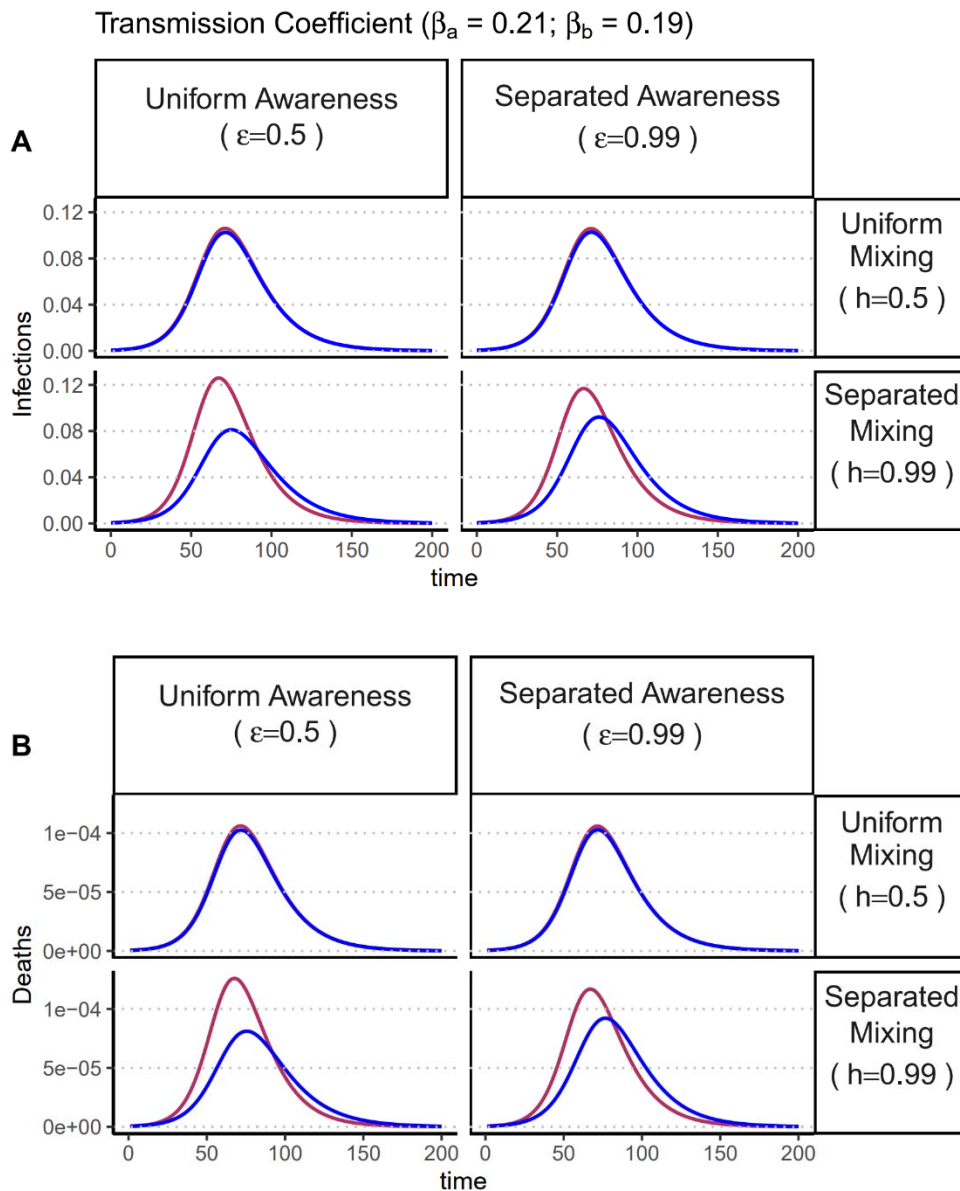 Transmission Coefficient (βa = 0.21; βb = 0.19)
A
Uniform Awareness
( ε=0.5 )
Separated Awareness
( ε=0.99 )
Infections
0.12
0.08
0.04
0.00
Uniform
Mixing
( h=0.5 )
0.12
0.08
0.04
0.00
Separated
Mixing
( h=0.99 )
0 50 100 150 200 0 50 100 150 200
time
B
Uniform Awareness
( ε=0.5 )
Separated Awareness
( ε=0.99 )
Deaths
1e−04
5e−05
0e+00
Uniform
Mixing
( h=0.5 )
1e−04
5e−05
0e+00
Separated
Mixing
( h=0.99 )
0 50 100 150 200 0 50 100 150 200
time